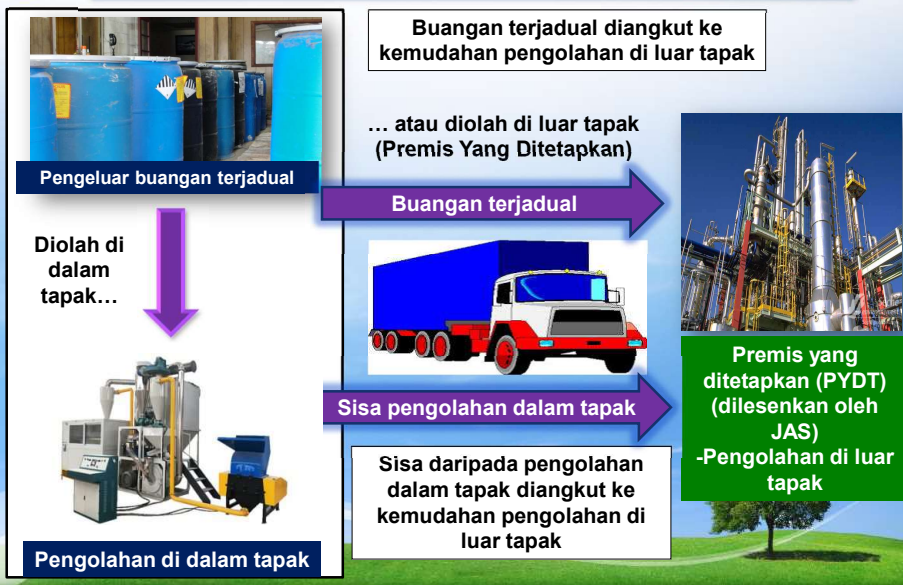 Buangan terjadual diangkut ke
kemudahan pengolahan di luar tapak
Pengeluar buangan terjadual
… atau diolah di luar tapak
(Premis Yang Ditetapkan)
Buangan terjadual
Diolah di
dalam
tapak…
Sisa pengolahan dalam tapak
Premis yang
ditetapkan (PYDT)
(dilesenkan oleh
JAS)
-Pengolahan di luar
tapak
Sisa daripada pengolahan
dalam tapak diangkut ke
kemudahan pengolahan di
luar tapak
Pengolahan di dalam tapak